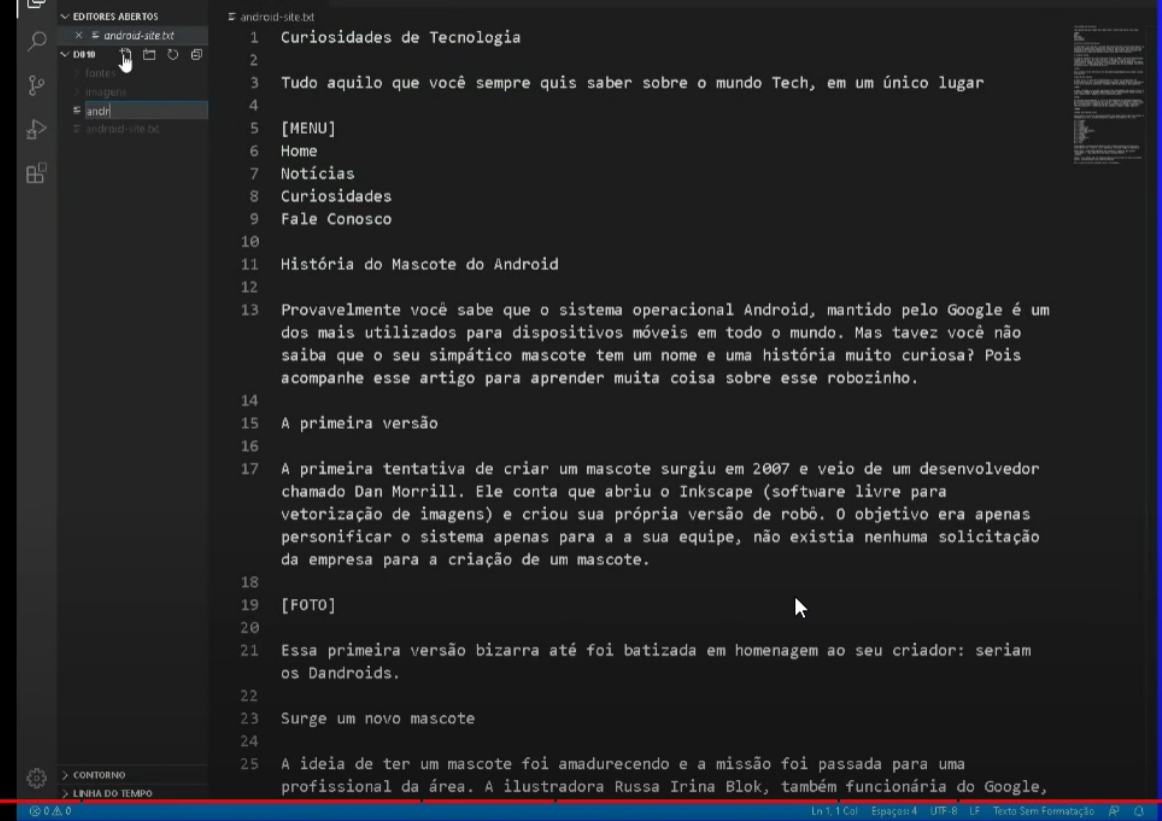 EDITORES ABERTOS
android-site.txt
D010
fontes
imagens
andr
android-site.txt
CONTORNO
LINHA DO TEMPO
android-site.txt
1 Curiosidades de Tecnologia
2
3 Tudo aquilo que você sempre quis saber sobre o mundo Tech, em um único lugar
4
5 [MENU]
6 Home
7 Notícias
8 Curiosidades
9 Fale Conosco
10
11 História do Mascote do Android
12
13 Provavelmente você sabe que o sistema operacional Android, mantido pelo Google é um
dos mais utilizados para dispositivos móveis em todo o mundo. Mas tavez você não
saiba que o seu simpático mascote tem um nome e uma história muito curiosa? Pois
acompanhe esse artigo para aprender muita coisa sobre esse robozinho.
14
15 A primeira versão
16
17 A primeira tentativa de criar um mascote surgiu em 2007 e veio de um desenvolvedor
chamado Dan Morrill. Ele conta que abriu o Inkscape (software livre para
vetorização de imagens) e criou sua própria versão de robô. O objetivo era apenas
personificar o sistema apenas para a a sua equipe, não existia nenhuma solicitação
da empresa para a criação de um mascote.
18
19 [FOTO]
20
21 Essa primeira versão bizarra até foi batizada em homenagem ao seu criador: seriam
os Dandroids.
22
23 Surge um novo mascote
24
25 A ideia de ter um mascote foi amadurecendo e a missão foi passada para uma
profissional da área. A ilustradora Russa Irina Blok, também funcionária do Google,
0 0 Ln 1, 1 Col Espaços: 4 UTF-8 LF Texto Sem Formatação